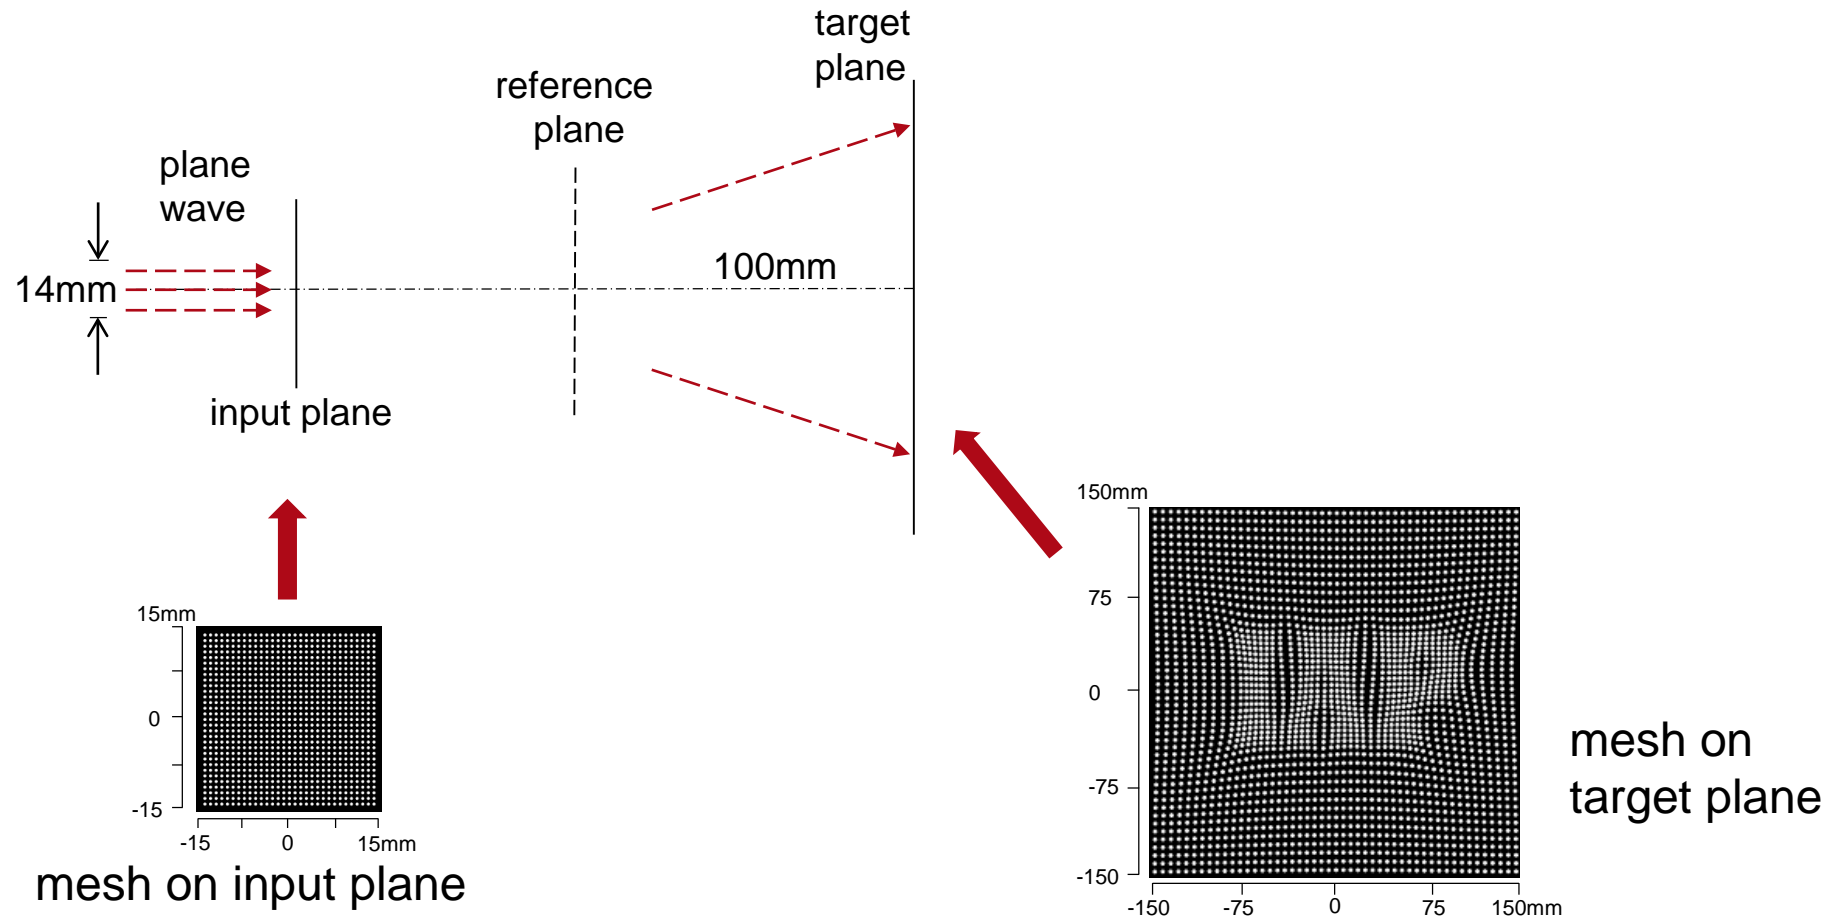 target
plane
reference
plane
plane
wave
14mm
100mm
input plane
150mm
75
0
-75
-150
-150 -75 0 75 150mm
mesh on
target plane
15mm
0
-15
-15 0 15mm
mesh on input plane